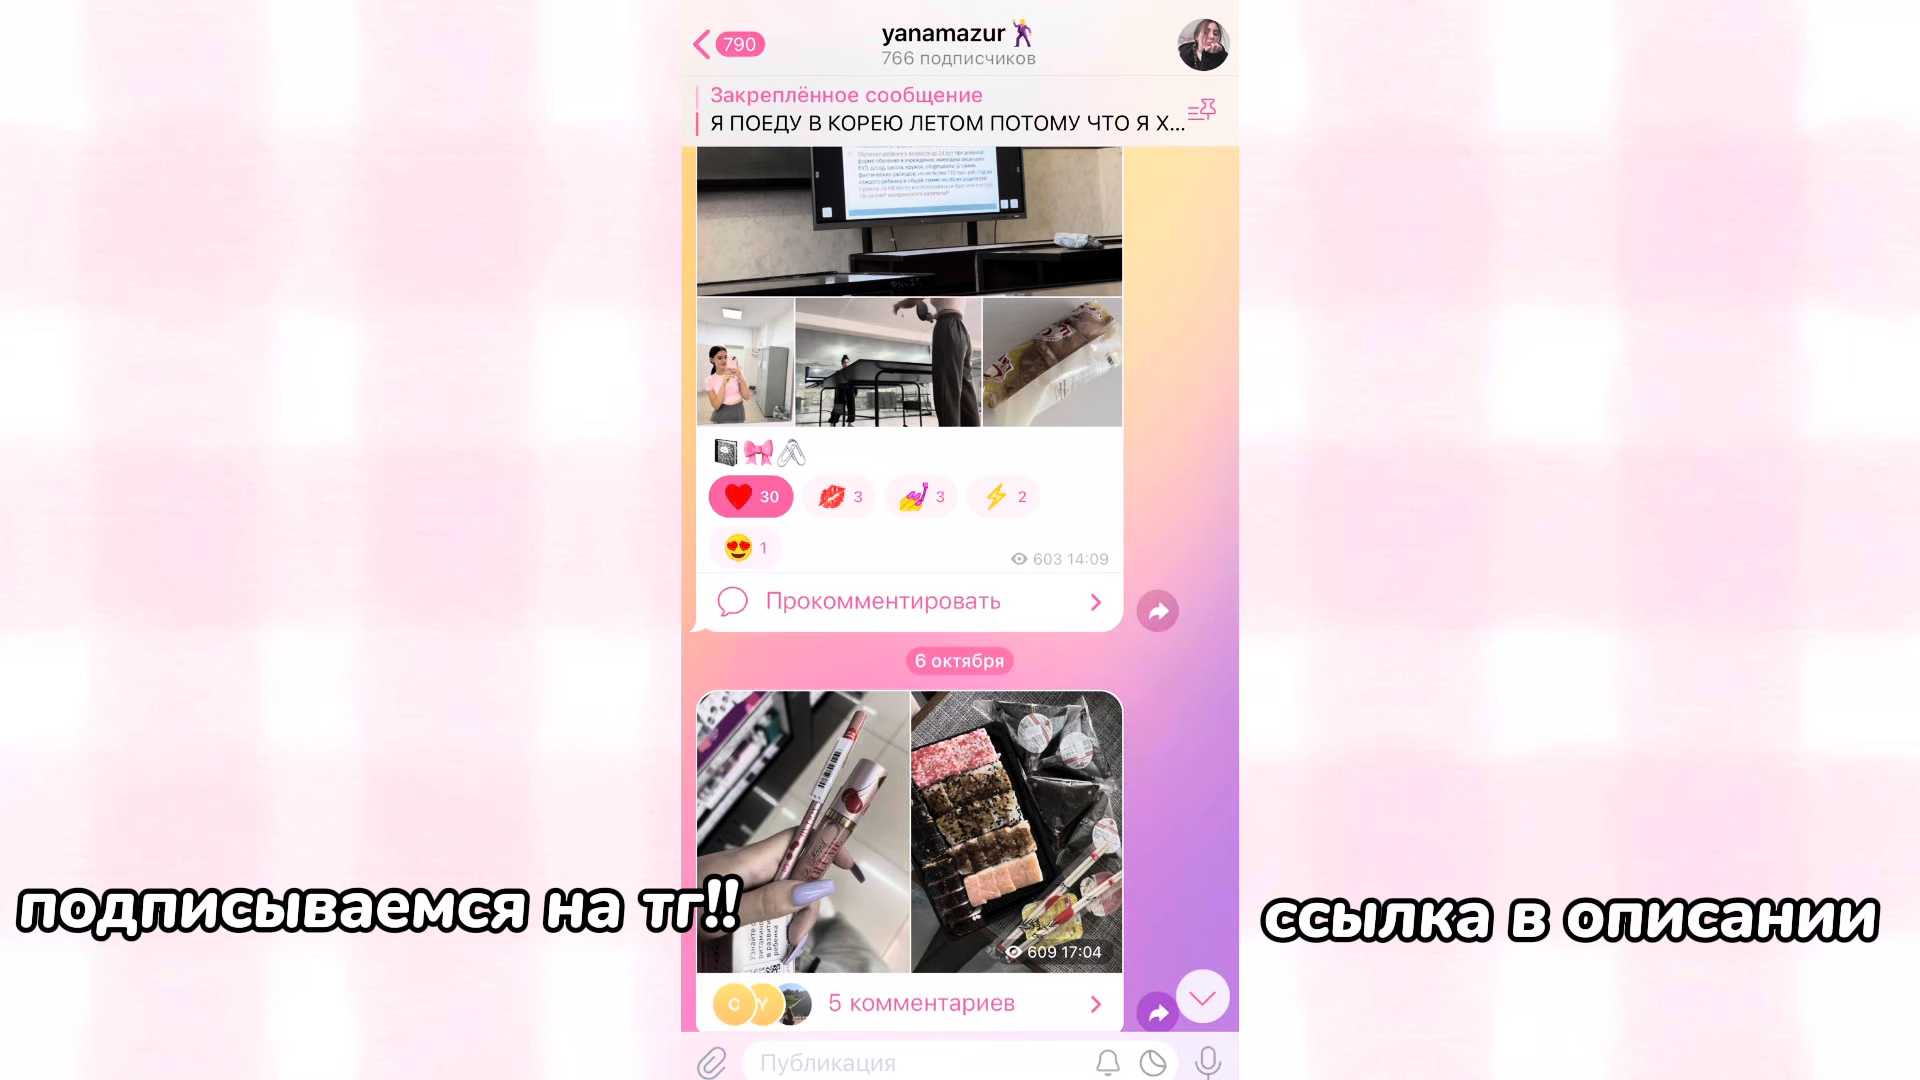 790
yanamazur
766 подписчиков
Закреплённое сообщение
Я ПОЕДУ В КОРЕЮ ЛЕТОМ ПОТОМУ ЧТО Я Х...
30
3
3
2
1
603 14:09
Прокомментировать
6 октября
подписываемся на тг!!
ссылка в описании
609 17:04
C
Y
5 комментариев
Публикация